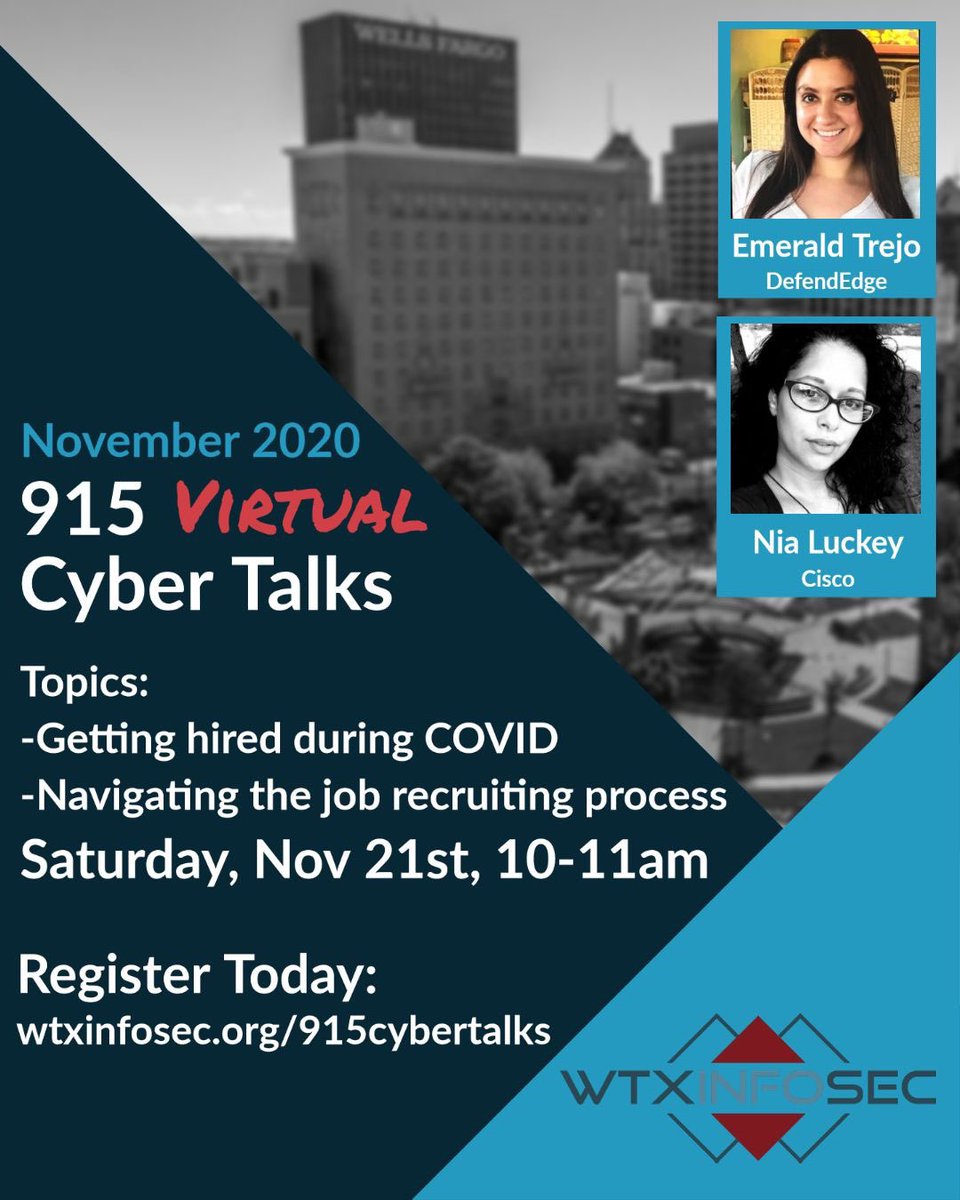 WELLS FARGO
Emerald Trejo
DefendEdge
Nia Luckey
Cisco
November 2020
915 VIRTUAL
Cyber Talks
Topics:
-Getting hired during COVID
-Navigating the job recruiting process
Saturday, Nov 21st, 10-11am
Register Today:
wtxinfosec.org/915cybertalks
WTXINFOSEC